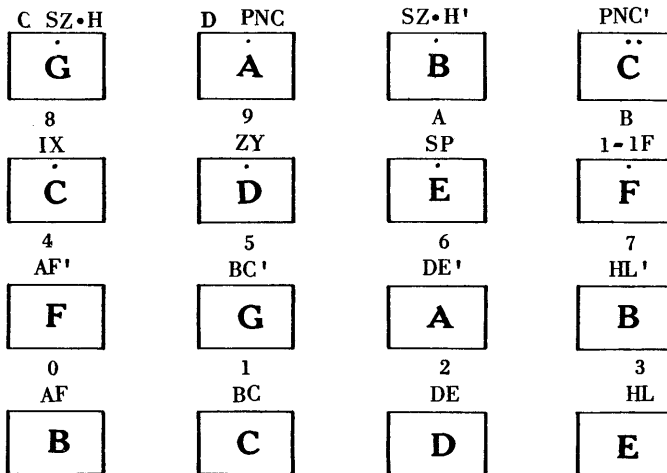 C SZ•H D PNC SZ•H' PNC'
Ġ Ȧ Ḃ C̈
8 9 A B
IX ZY SP 1-1F
Ċ Ḋ Ė Ḟ
4 5 6 7
AF' BC' DE' HL'
F G A B
0 1 2 3
AF BC DE HL
B C D E